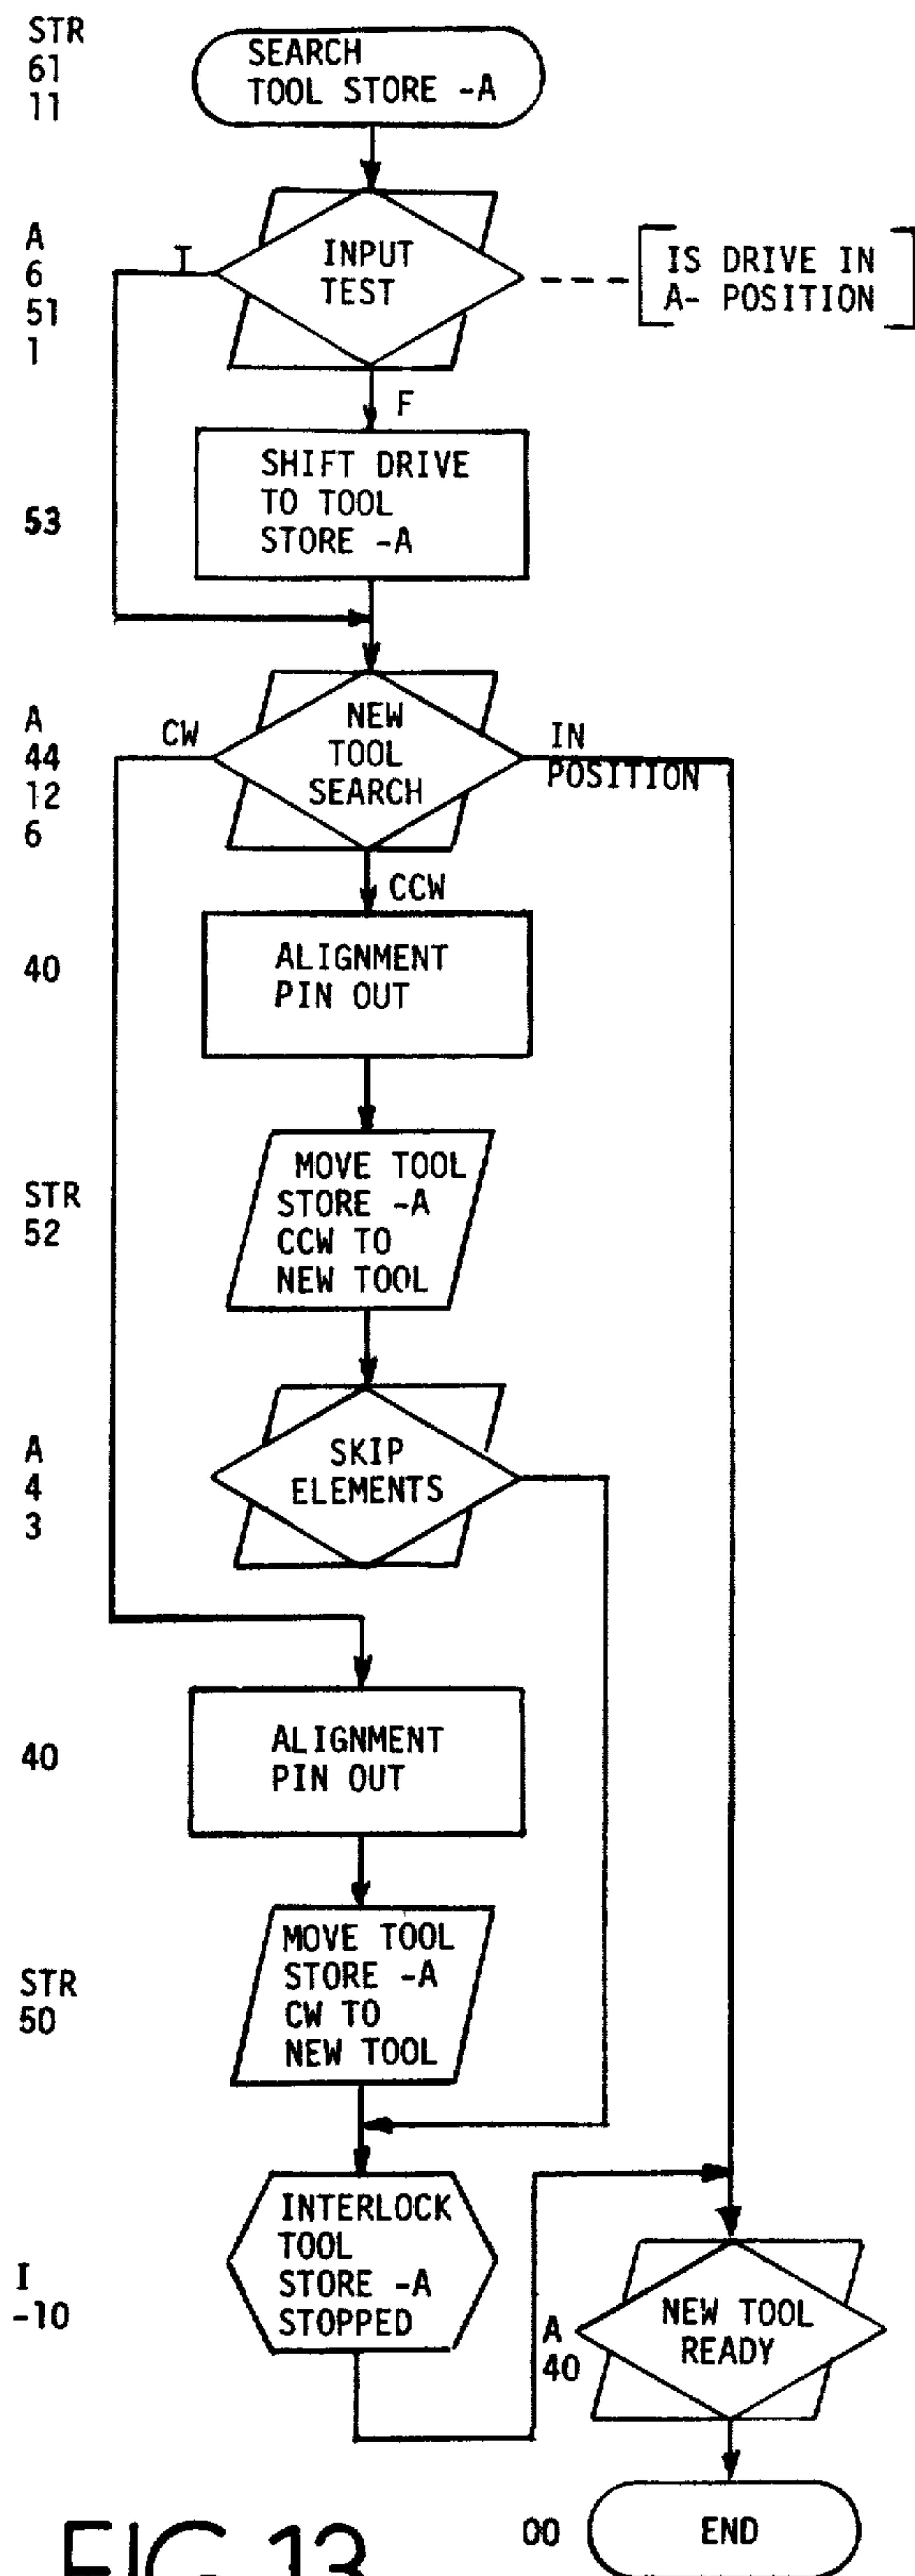 STR
61
11
SEARCH
TOOL STORE -A
A
6
51
1
T
INPUT
TEST
IS DRIVE IN
A- POSITION
F
53
SHIFT DRIVE
TO TOOL
STORE -A
A
44
12
6
CW
NEW
TOOL
SEARCH
IN
POSITION
CCW
40
ALIGNMENT
PIN OUT
STR
52
MOVE TOOL
STORE -A
CCW TO
NEW TOOL
A
4
3
SKIP
ELEMENTS
40
ALIGNMENT
PIN OUT
STR
50
MOVE TOOL
STORE -A
CW TO
NEW TOOL
I
-10
INTERLOCK
TOOL
STORE -A
STOPPED
A
40
NEW TOOL
READY
00
END
FIG. 13